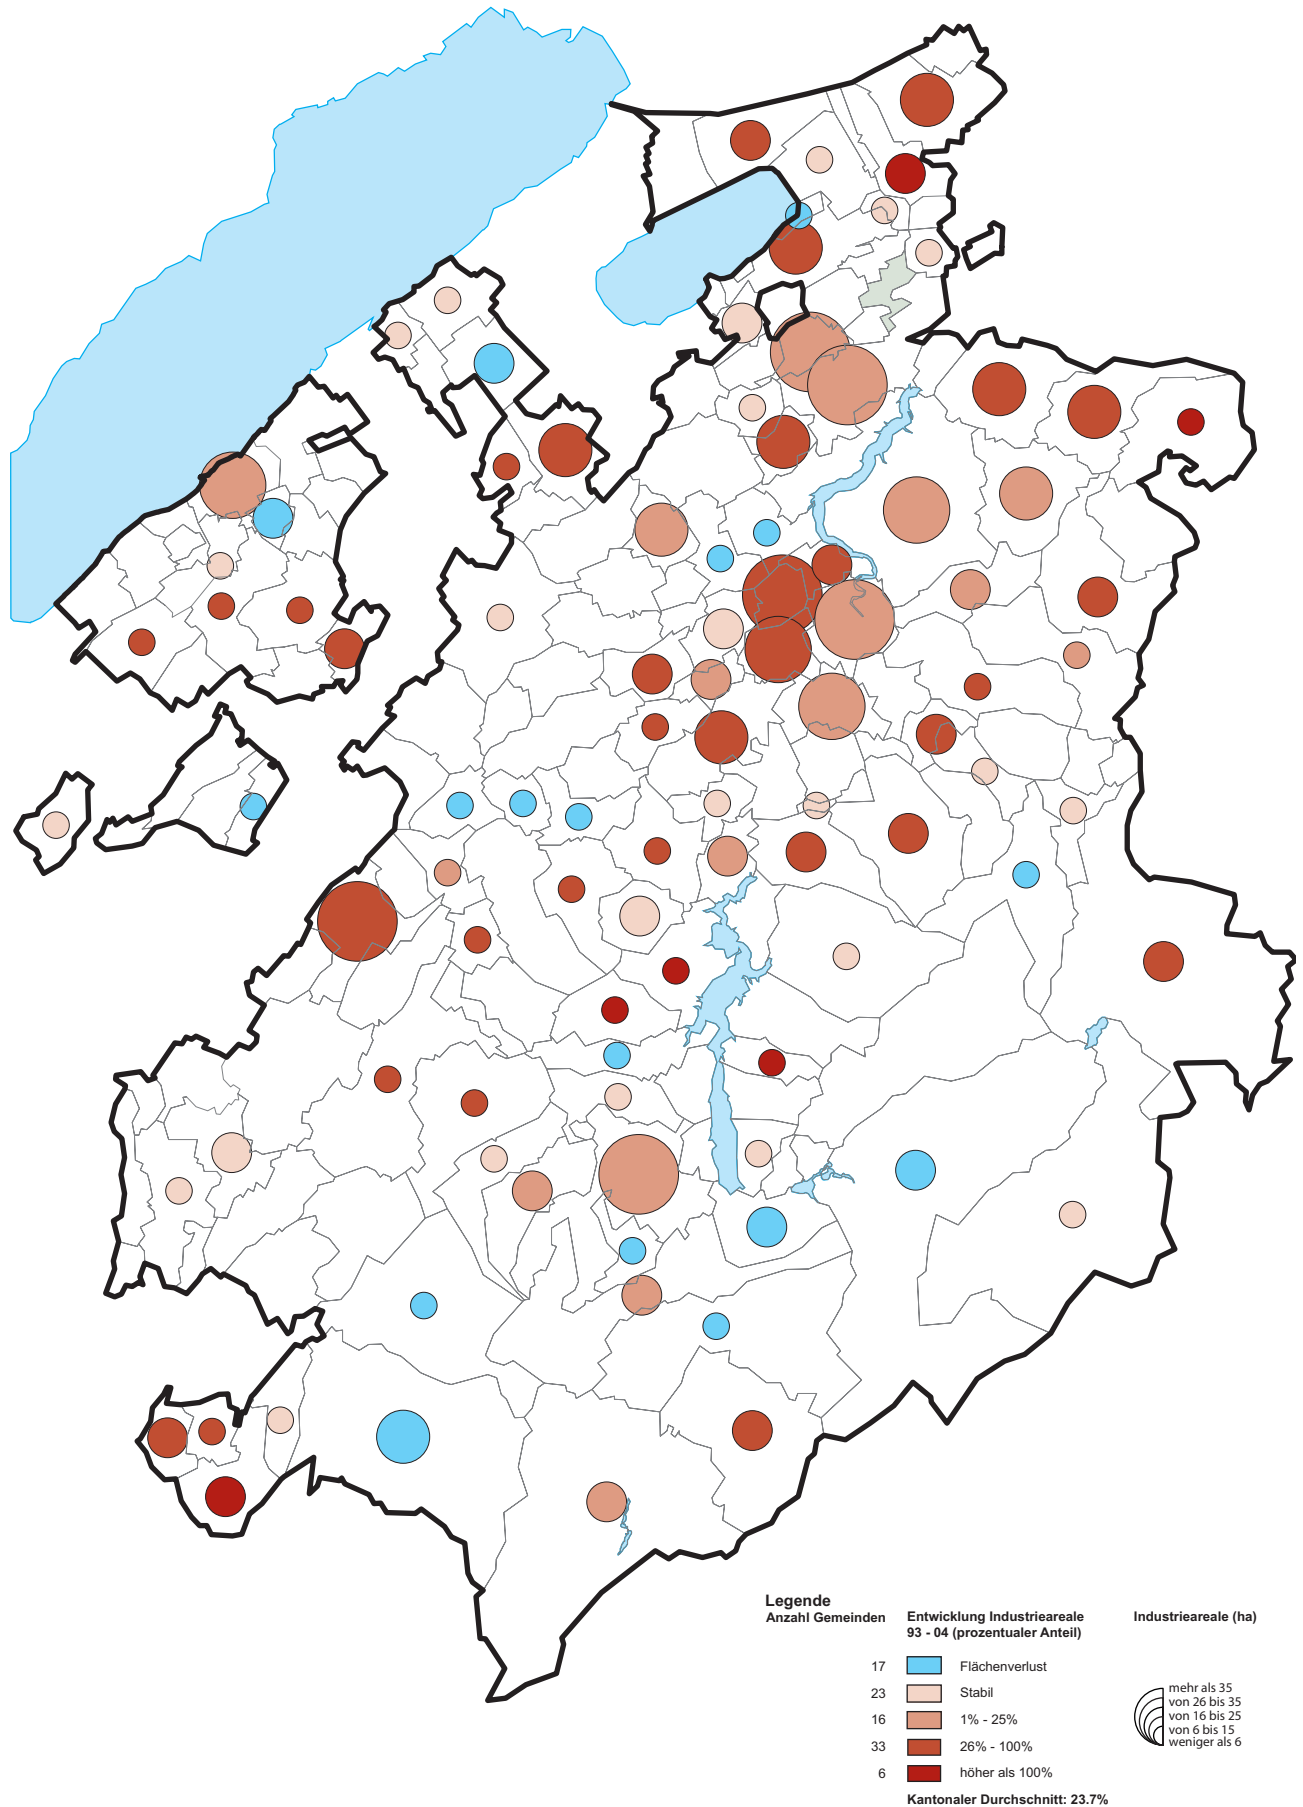 Legende
Anzahl Gemeinden
Entwicklung Industrieareale
93 - 04 (prozentualer Anteil)
Industrieareale (ha)
17 Flächenverlust
23 Stabil
16 1% - 25%
33 26% - 100%
6 höher als 100%
mehr als 35
von 26 bis 35
von 16 bis 25
von 6 bis 15
weniger als 6
Kantonaler Durchschnitt: 23.7%